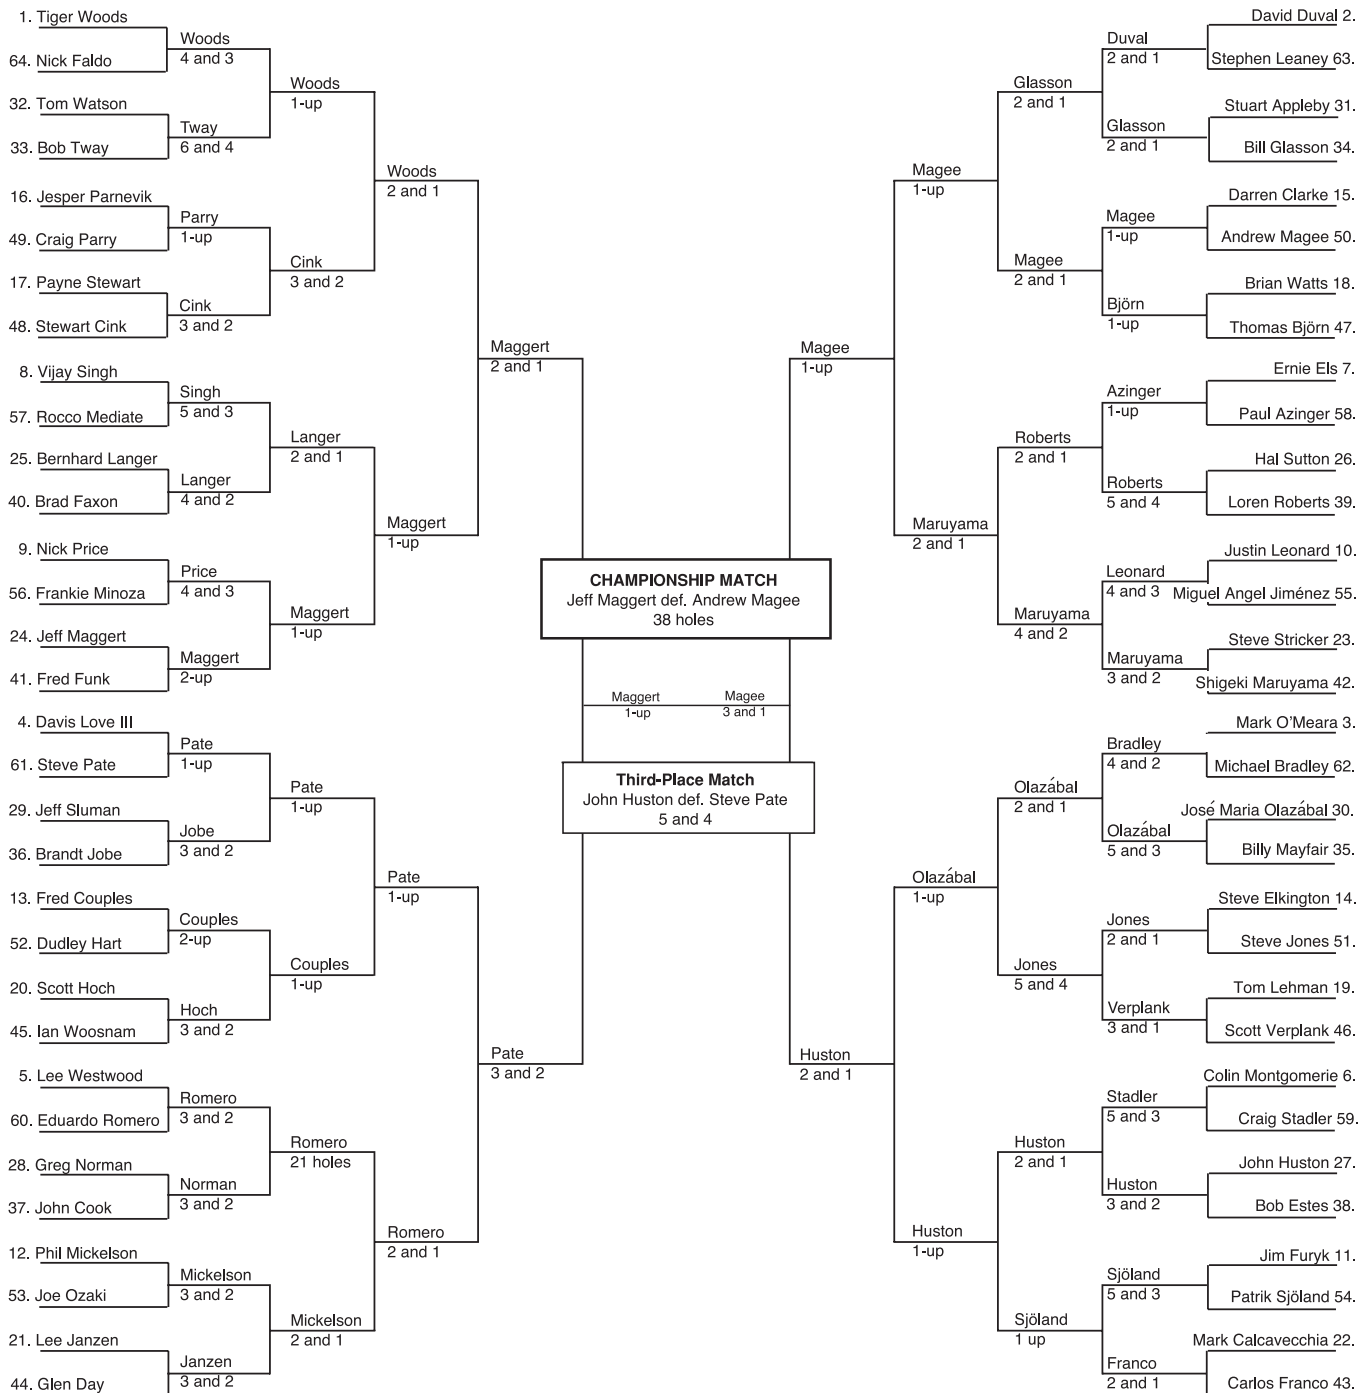 1. Tiger Woods
64. Nick Faldo
32. Tom Watson
33. Bob Tway
16. Jesper Parnevik
49. Craig Parry
17. Payne Stewart
48. Stewart Cink
8. Vijay Singh
57. Rocco Mediate
25. Bernhard Langer
40. Brad Faxon
9. Nick Price
56. Frankie Minoza
24. Jeff Maggert
41. Fred Funk
4. Davis Love III
61. Steve Pate
29. Jeff Sluman
36. Brandt Jobe
13. Fred Couples
52. Dudley Hart
20. Scott Hoch
45. Ian Woosnam
5. Lee Westwood
60. Eduardo Romero
28. Greg Norman
37. John Cook
12. Phil Mickelson
53. Joe Ozaki
21. Lee Janzen
44. Glen Day
Woods
4 and 3
Tway
6 and 4
Parry
1-up
Cink
3 and 2
Singh
5 and 3
Langer
4 and 2
Price
4 and 3
Maggert
2-up
Pate
1-up
Jobe
3 and 2
Couples
2-up
Hoch
3 and 2
Romero
3 and 2
Norman
3 and 2
Mickelson
3 and 2
Janzen
3 and 2
Woods
1-up
Cink
3 and 2
Langer
2 and 1
Maggert
1-up
Pate
1-up
Couples
1-up
Romero
21 holes
Mickelson
2 and 1
Woods
2 and 1
Maggert
1-up
Pate
1-up
Romero
2 and 1
Maggert
2 and 1
Pate
3 and 2
CHAMPIONSHIP MATCH
Jeff Maggert def. Andrew Magee
38 holes
Maggert
1-up
Magee
3 and 1
Third-Place Match
John Huston def. Steve Pate
5 and 4
Magee
1-up
Huston
2 and 1
Magee
1-up
Maruyama
2 and 1
Olazábal
1-up
Huston
1-up
Glasson
2 and 1
Magee
2 and 1
Roberts
2 and 1
Maruyama
4 and 2
Olazábal
2 and 1
Jones
5 and 4
Huston
2 and 1
Sjöland
1 up
Duval
2 and 1
Glasson
2 and 1
Magee
1-up
Björn
1-up
Azinger
1-up
Roberts
5 and 4
Leonard
4 and 3
Maruyama
3 and 2
Bradley
4 and 2
Olazábal
5 and 3
Jones
2 and 1
Verplank
3 and 1
Stadler
5 and 3
Huston
3 and 2
Sjöland
5 and 3
Franco
2 and 1
David Duval 2.
Stephen Leaney 63.
Stuart Appleby 31.
Bill Glasson 34.
Darren Clarke 15.
Andrew Magee 50.
Brian Watts 18.
Thomas Björn 47.
Ernie Els 7.
Paul Azinger 58.
Hal Sutton 26.
Loren Roberts 39.
Justin Leonard 10.
Miguel Angel Jiménez 55.
Steve Stricker 23.
Shigeki Maruyama 42.
Mark O'Meara 3.
Michael Bradley 62.
José Maria Olazábal 30.
Billy Mayfair 35.
Steve Elkington 14.
Steve Jones 51.
Tom Lehman 19.
Scott Verplank 46.
Colin Montgomerie 6.
Craig Stadler 59.
John Huston 27.
Bob Estes 38.
Jim Furyk 11.
Patrik Sjöland 54.
Mark Calcavecchia 22.
Carlos Franco 43.